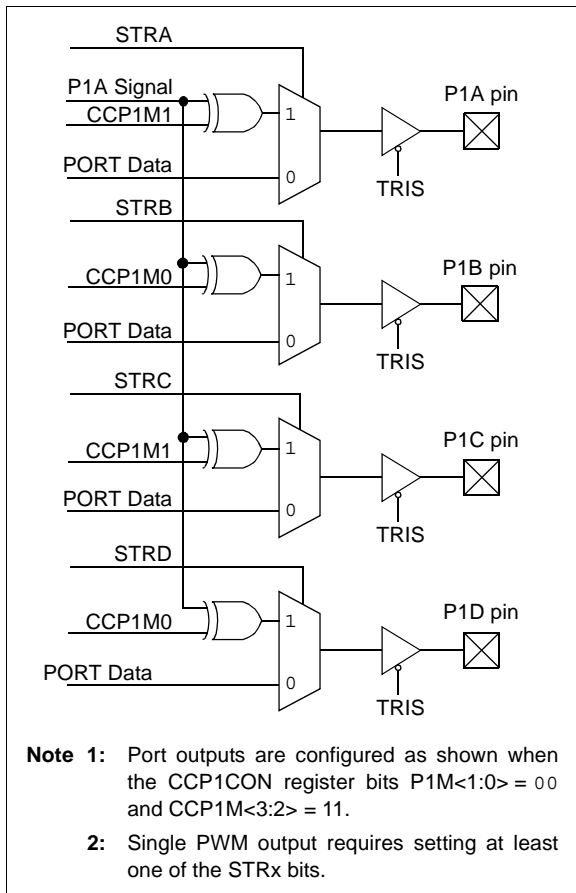 STRA
P1A Signal
CCP1M1
1
P1A pin
PORT Data
0
TRIS
STRB
CCP1M0
1
P1B pin
PORT Data
0
TRIS
STRC
CCP1M1
1
P1C pin
PORT Data
0
TRIS
STRD
CCP1M0
1
P1D pin
PORT Data
0
TRIS
Note 1: Port outputs are configured as shown when
the CCP1CON register bits P1M<1:0> = 00
and CCP1M<3:2> = 11.
2: Single PWM output requires setting at least
one of the STRx bits.